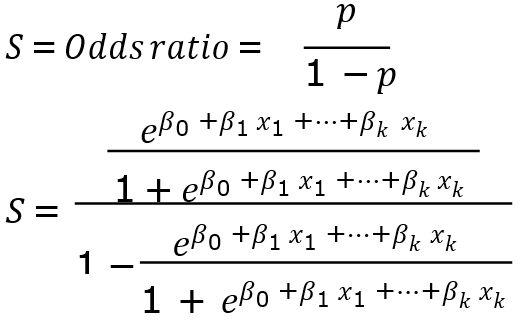 S = Odds ratio = p / 1 − p
S = e^{β0 + β1 x1 + ⋯ + βk xk} / 1 + e^{β0 + β1 x1 + ⋯ + βk xk} / 1 − e^{β0 + β1 x1 + ⋯ + βk xk} / 1 + e^{β0 + β1 x1 + ⋯ + βk xk}